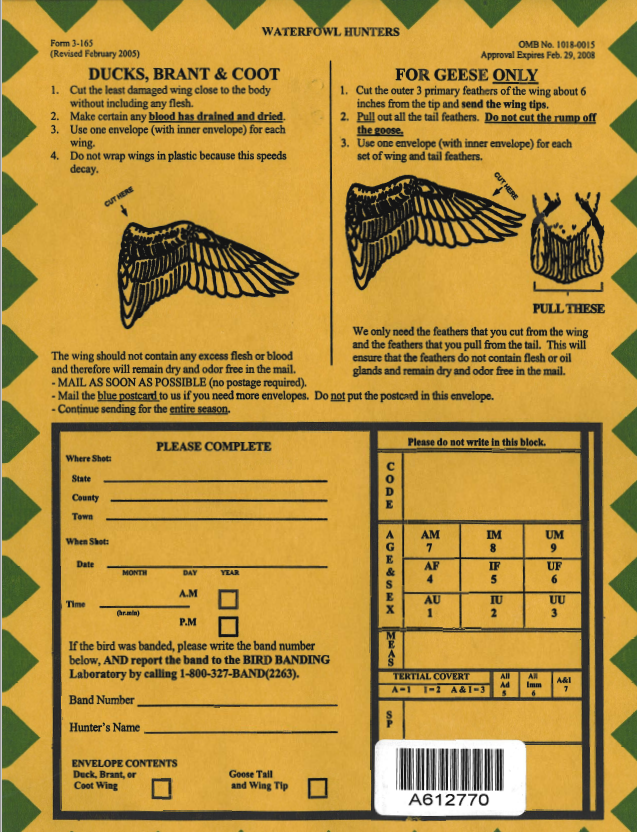 WATERFOWL HUNTERS
Form 3-165
(Revised February 2005)
OMB No. 1018-0015
Approval Expires Feb. 29, 2008
DUCKS, BRANT & COOT
1. Cut the least damaged wing close to the body
without including any flesh.
2. Make certain any blood has drained and dried.
3. Use one envelope (with inner envelope) for each
wing.
4. Do not wrap wings in plastic because this speeds
decay.
CUT HERE
FOR GEESE ONLY
1. Cut the outer 3 primary feathers of the wing about 6
inches from the tip and send the wing tips.
2. Pull out all the tail feathers. Do not cut the rump off
the goose.
3. Use one envelope (with inner envelope) for each
set of wing and tail feathers.
CUT HERE
PULL THESE
We only need the feathers that you cut from the wing
and the feathers that you pull from the tail. This will
ensure that the feathers do not contain flesh or oil
glands and remain dry and odor free in the mail.
The wing should not contain any excess flesh or blood
and therefore will remain dry and odor free in the mail.
- MAIL AS SOON AS POSSIBLE (no postage required).
- Mail the blue postcard to us if you need more envelopes. Do not put the postcard in this envelope.
- Continue sending for the entire season.
PLEASE COMPLETE
Where Shot:
State
County
Town
When Shot:
Date
MONTH DAY YEAR
A.M
Time
(hr.min)
P.M
If the bird was banded, please write the band number
below, AND report the band to the BIRD BANDING
Laboratory by calling 1-800-327-BAND(2263).
Band Number
Hunter's Name
ENVELOPE CONTENTS
Duck, Brant, or
Coot Wing
Goose Tail
and Wing Tip
Please do not write in this block.
CODE
AGE&SEX
AM IM UM
7 8 9
AF IF UF
4 5 6
AU IU UU
1 2 3
MEAS
TERTIAL COVERT
A=1 I=2 A & I=3
All
Ad
5
All
Imm
6
A&I
7
SP
A612770